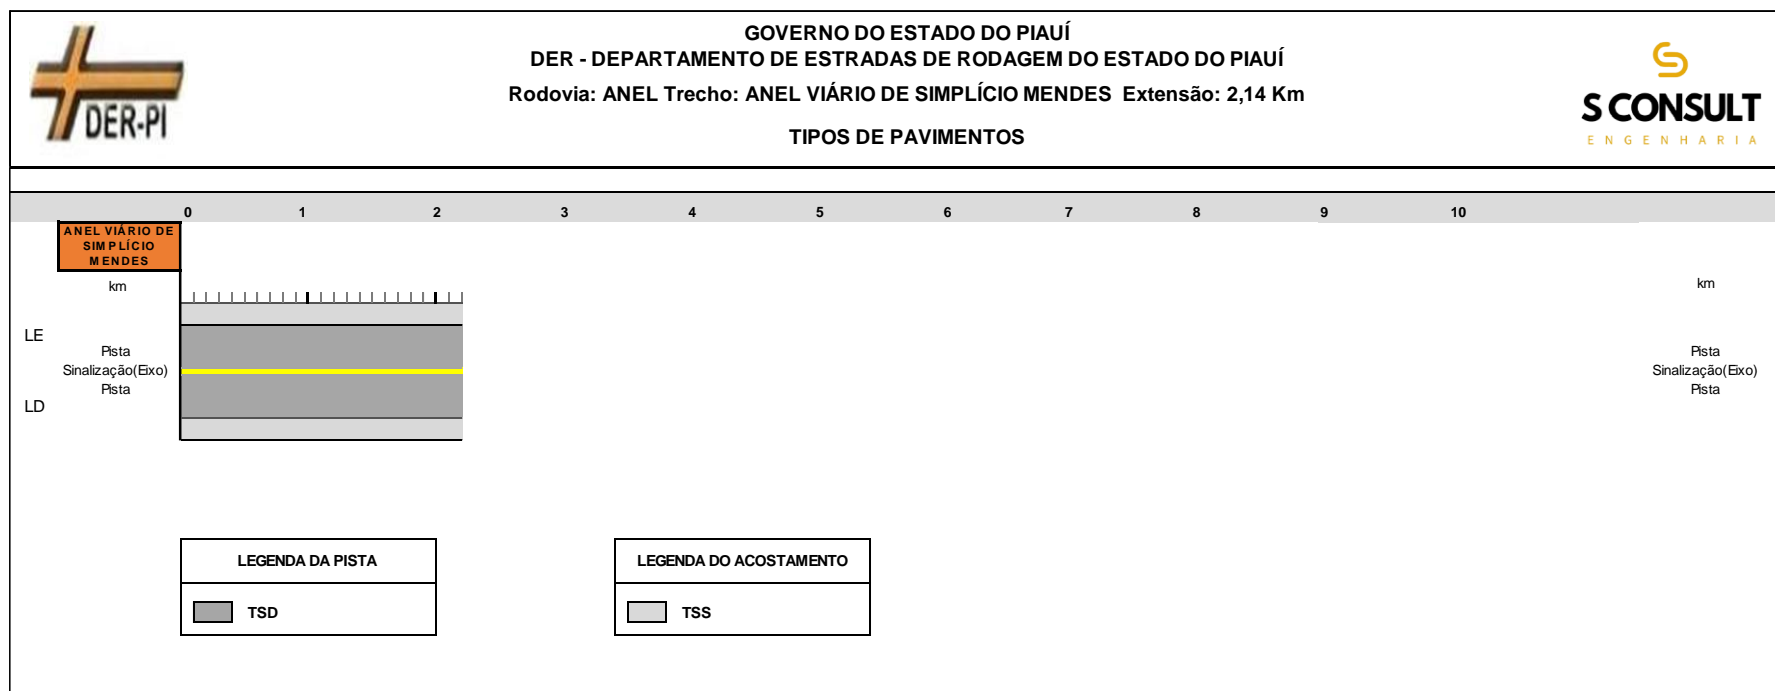 GOVERNO DO ESTADO DO PIAUÍ
DER - DEPARTAMENTO DE ESTRADAS DE RODAGEM DO ESTADO DO PIAUÍ
Rodovia: ANEL Trecho: ANEL VIÁRIO DE SIMPLÍCIO MENDES Extensão: 2,14 Km
TIPOS DE PAVIMENTOS
DER-PI
S CONSULT
ENGENHARIA
0 1 2 3 4 5 6 7 8 9 10
ANEL VIÁRIO DE
SIMPLÍCIO
MENDES
km km
LE
Pista Pista
Sinalização(Eixo) Sinalização(Eixo)
Pista Pista
LD
LEGENDA DA PISTA LEGENDA DO ACOSTAMENTO
TSD TSS